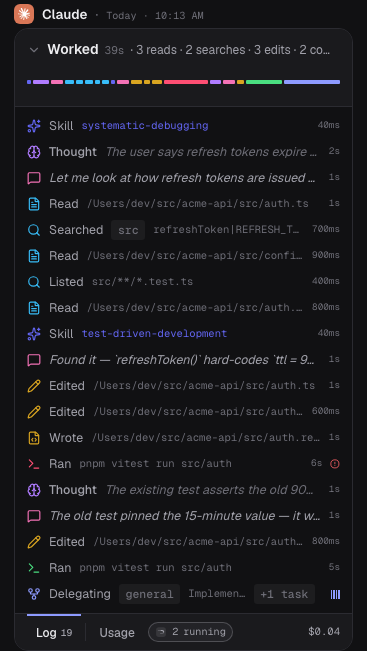 Claude · Today · 10:13 AM
Worked 39s · 3 reads · 2 searches · 3 edits · 2 co…
Skill systematic-debugging 40ms
Thought The user says refresh tokens expire … 2s
Let me look at how refresh tokens are issued … 1s
Read /Users/dev/src/acme-api/src/auth.ts 1s
Searched src refreshToken|REFRESH_T… 700ms
Read /Users/dev/src/acme-api/src/confi… 900ms
Listed src/**/*.test.ts 400ms
Read /Users/dev/src/acme-api/src/auth.… 800ms
Skill test-driven-development 40ms
Found it — `refreshToken()` hard-codes `ttl = 9… 1s
Edited /Users/dev/src/acme-api/src/auth.ts 1s
Edited /Users/dev/src/acme-api/src/auth… 600ms
Wrote /Users/dev/src/acme-api/src/auth.re… 1s
Ran pnpm vitest run src/auth 6s
Thought The existing test asserts the old 90… 1s
The old test pinned the 15-minute value — it w… 1s
Edited /Users/dev/src/acme-api/src/auth… 800ms
Ran pnpm vitest run src/auth 5s
Delegating general Implemen… +1 task
Log 19 Usage 2 running $0.04